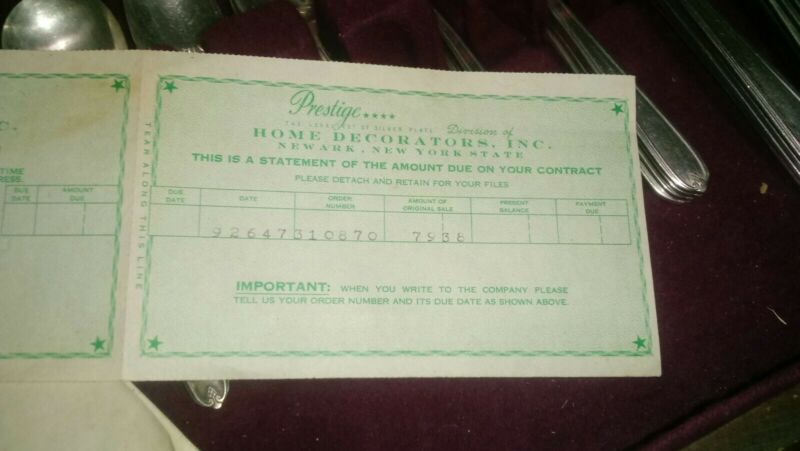 C.
TIME
RESS.
DUE DATE
AMOUNT DUE
TEAR ALONG THIS LINE
Prestige ★★★★
THE OF SILVER PLATE Division of
HOME DECORATORS, INC.
NEWARK, NEW YORK STATE
THIS IS A STATEMENT OF THE AMOUNT DUE ON YOUR CONTRACT
PLEASE DETACH AND RETAIN FOR YOUR FILES
DUE DATE
DATE
ORDER NUMBER
AMOUNT OF ORIGINAL SALE
PRESENT BALANCE
PAYMENT DUE
92647310870 7938
IMPORTANT: WHEN YOU WRITE TO THE COMPANY PLEASE
TELL US YOUR ORDER NUMBER AND ITS DUE DATE AS SHOWN ABOVE.